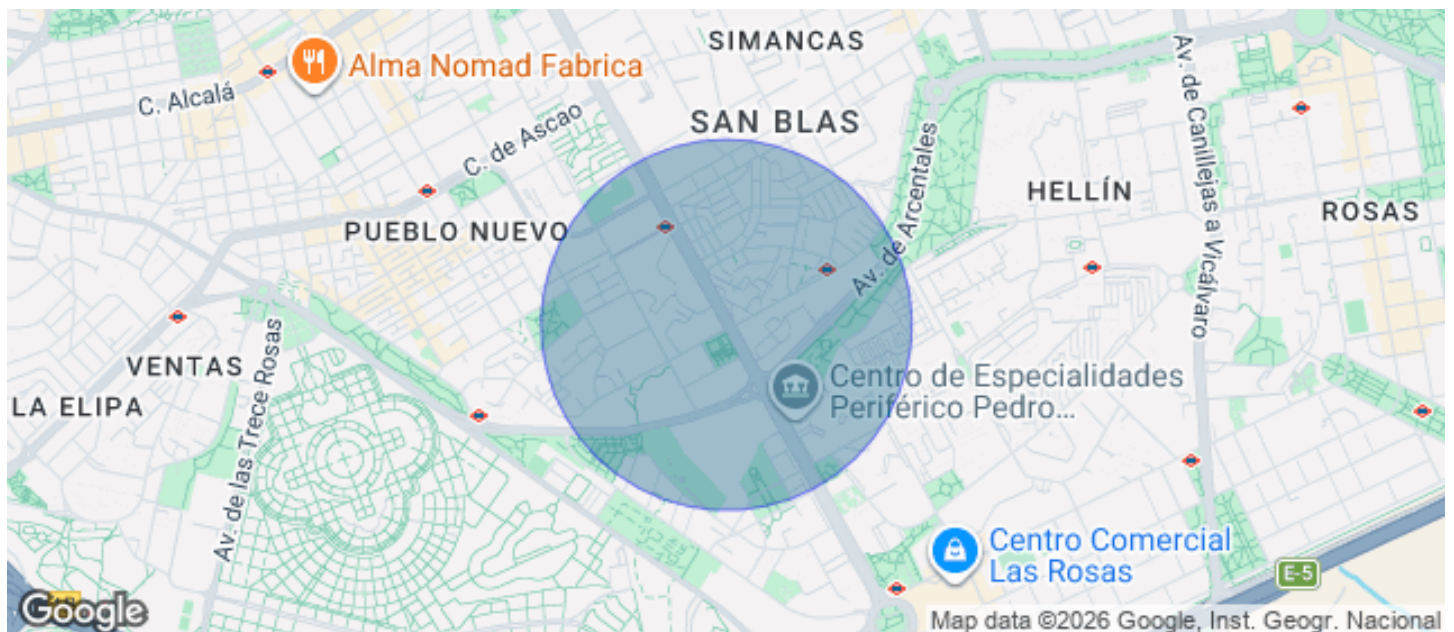 SIMANCAS
Alma Nomad Fabrica
C. Alcalá
SAN BLAS
C. de Ascao
Av. de Arcentales
Av. de Canillejas a Vicálvaro
HELLÍN
ROSAS
PUEBLO NUEVO
VENTAS
LA ELIPA
Av. de las Trece Rosas
Centro de Especialidades
Periférico Pedro...
Centro Comercial
Las Rosas
E-5
Google
Map data ©2026 Google, Inst. Geogr. Nacional